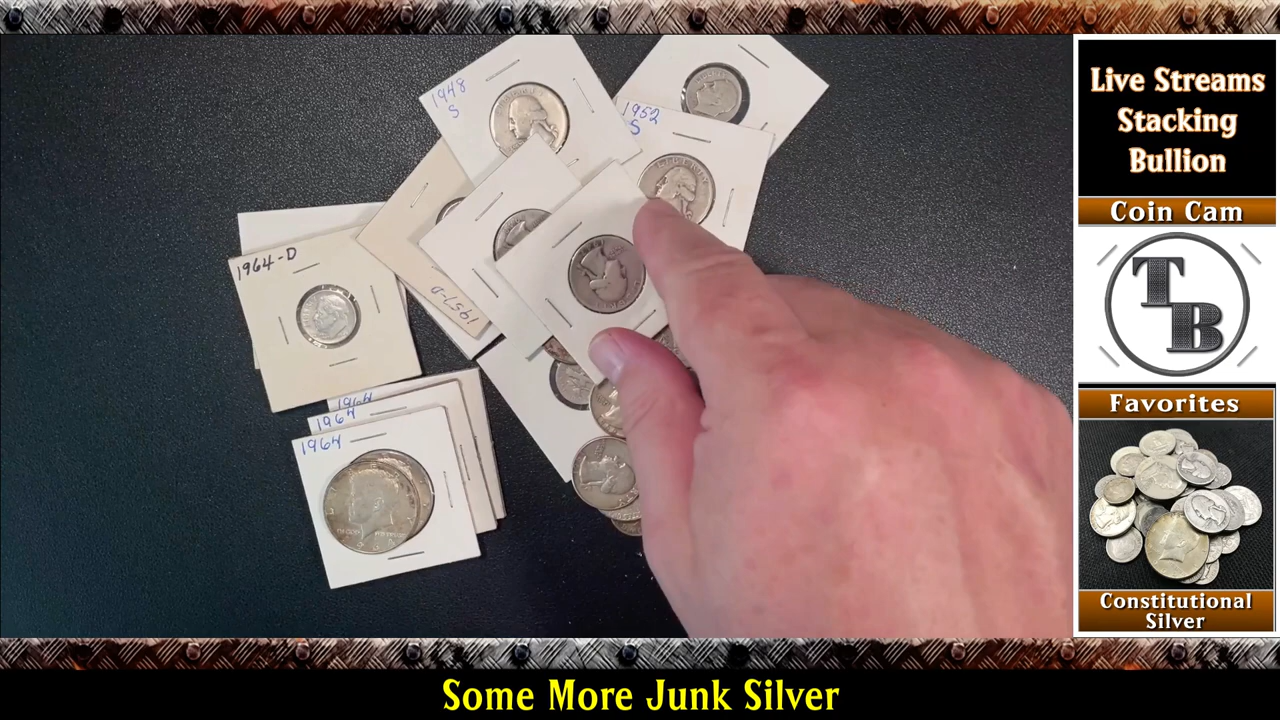 1948
S
1952
S
1964-D
1957-D
1964
1964
1964
LIBERTY
Live Streams
Stacking
Bullion
Coin Cam
TB
Favorites
Constitutional
Silver
Some More Junk Silver